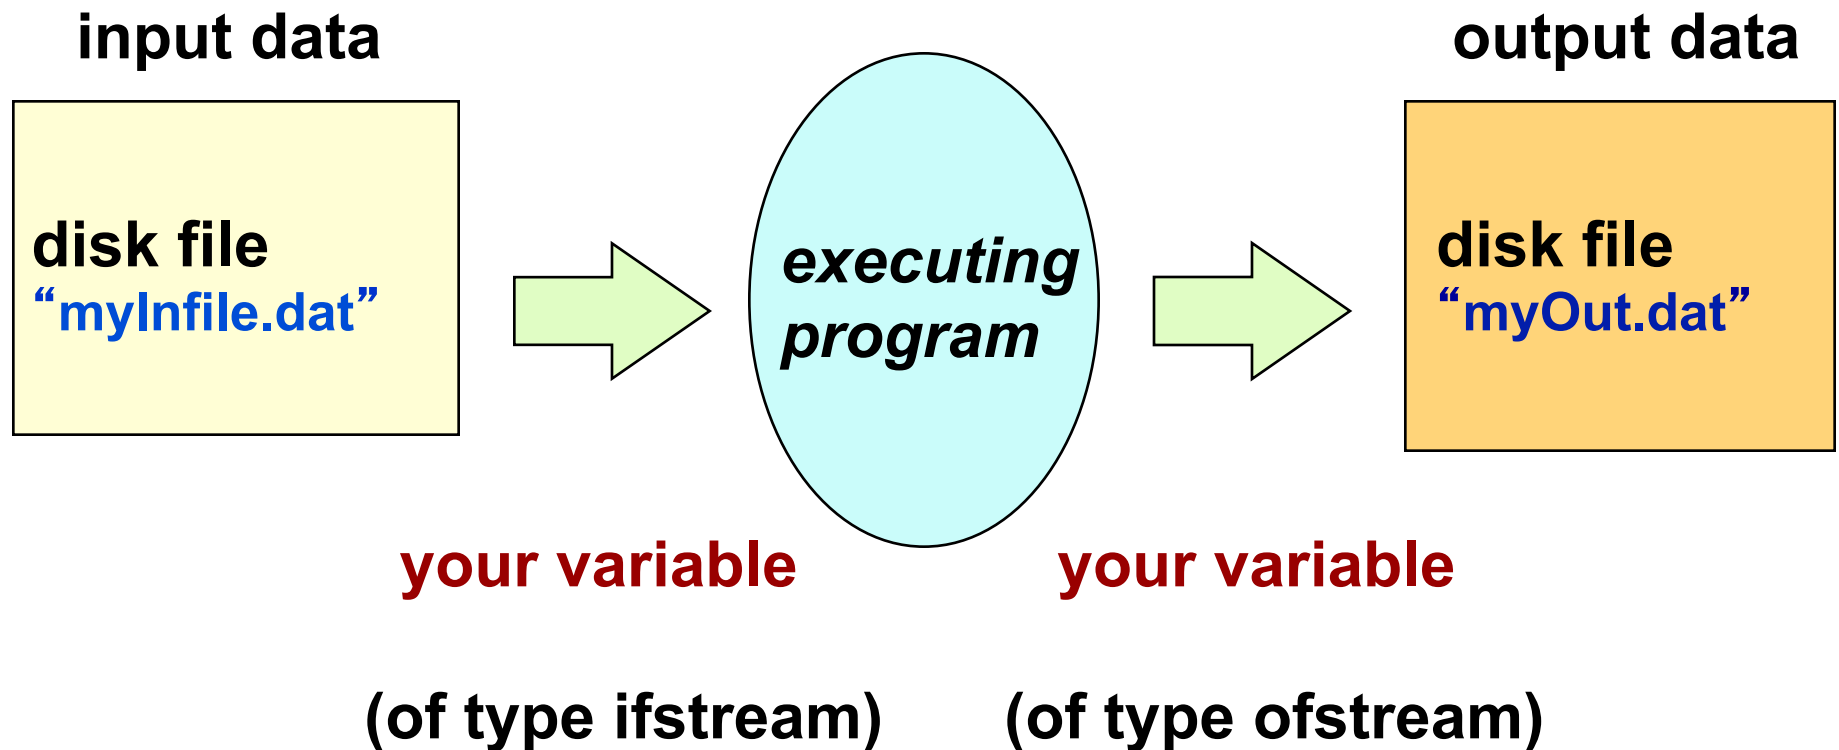 input data
output data
disk file
“myInfile.dat”
executing
program
disk file
“myOut.dat”
your variable
your variable
(of type ifstream)
(of type ofstream)